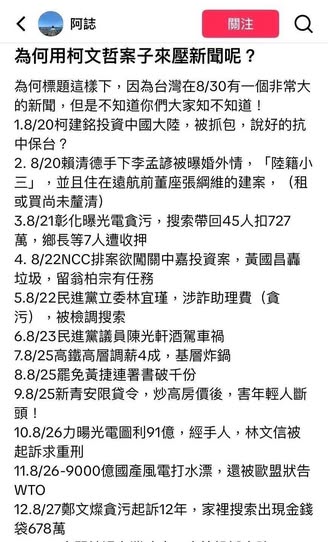 阿誌
關注
為何用柯文哲案子來壓新聞呢？
為何標題這樣下，因為台灣在8/30有一個非常大
的新聞，但是不知道你們大家知不知道！
1.8/20柯建銘投資中國大陸，被抓包，說好的抗
中保台？
2. 8/20賴清德手下李孟諺被曝婚外情，「陸籍小
三」，並且住在遠航前董座張綱維的建案，（租
或買尚未釐清）
3.8/21彰化曝光電貪污，搜索帶回45人扣727
萬，鄉長等7人遭收押
4. 8/22NCC排案欲闖關中嘉投資案，黃國昌轟
垃圾，留翁柏宗有任務
5.8/22民進黨立委林宜瑾，涉詐助理費（貪
污），被檢調搜索
6.8/23民進黨議員陳光軒酒駕車禍
7.8/25高鐵高層調薪4成，基層炸鍋
8.8/25罷免黃捷連署書破千份
9.8/25新青安限貸令，炒高房價後，害年輕人斷
頭！
10.8/26力暘光電圖利91億，經手人，林文信被
起訴求重刑
11.8/26-9000億國產風電打水漂，還被歐盟狀告
WTO
12.8/27鄭文燦貪污起訴12年，家裡搜索出現金錢
袋678萬